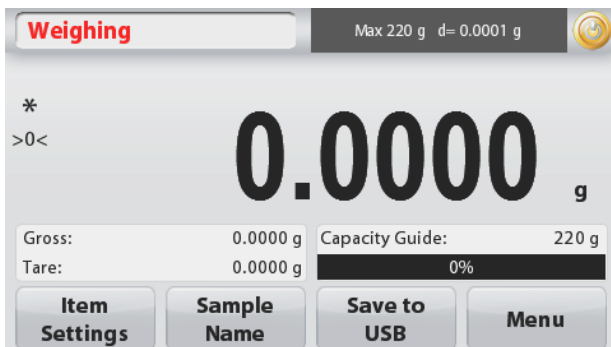 Weighing
Max 220 g d= 0.0001 g
*
>0<
0.0000 g
Gross: 0.0000 g
Tare: 0.0000 g
Capacity Guide: 220 g
0%
Item
Settings
Sample
Name
Save to
USB
Menu